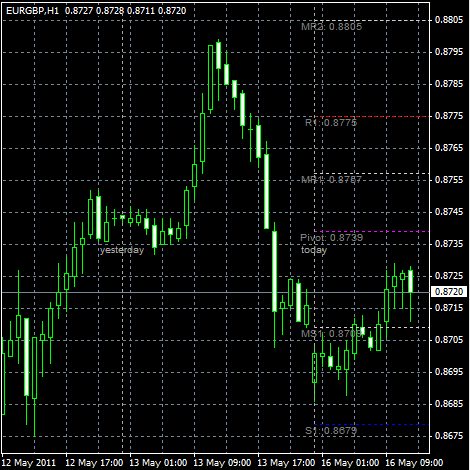 EURGBP,H1 0.8727 0.8728 0.8711 0.8720
0.8805
MR2: 0.8805
0.8795
0.8785
0.8775
R1: 0.8775
0.8765
MR1: 0.8757
0.8755
0.8745
Pivot: 0.8739
0.8735
yesterday
today
0.8725
0.8720
0.8715
MS1: 0.8709
0.8705
0.8695
0.8685
S1: 0.8679
0.8675
12 May 2011 12 May 17:00 13 May 01:00 13 May 09:00 13 May 17:00 16 May 01:00 16 May 09:00